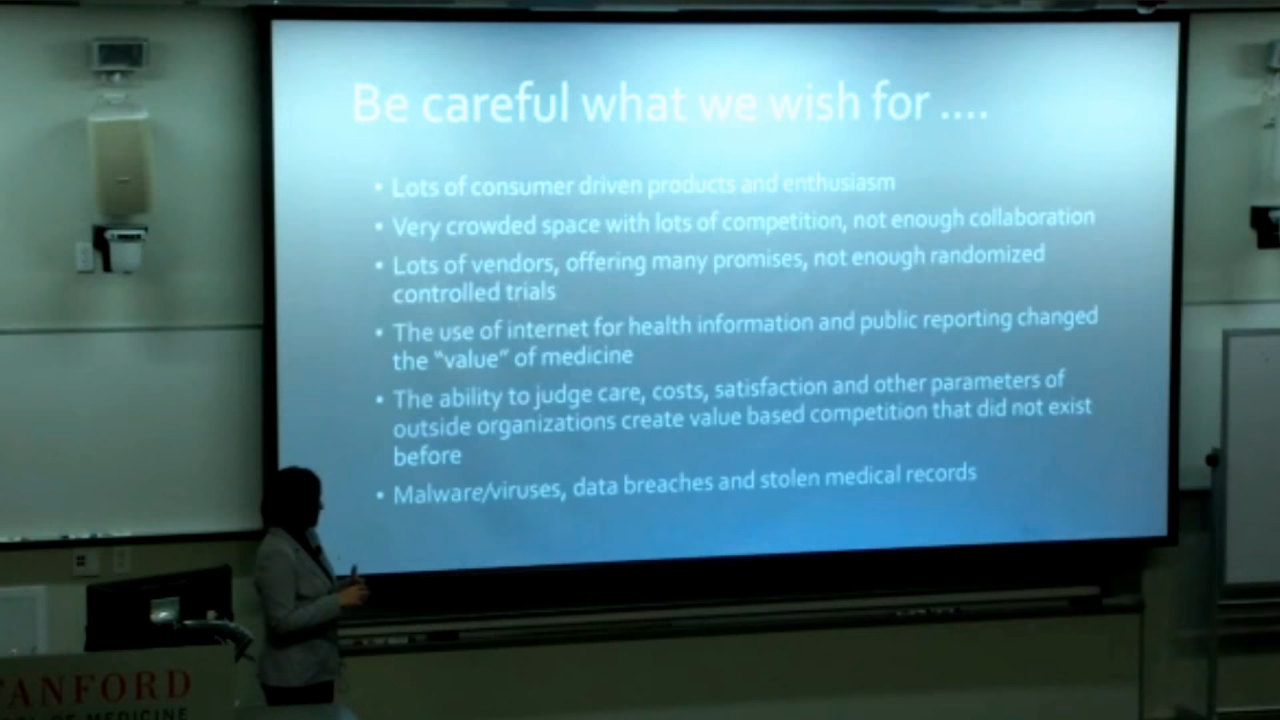 Be careful what we wish for ....
• Lots of consumer driven products and enthusiasm
• Very crowded space with lots of competition, not enough collaboration
• Lots of vendors, offering many promises, not enough randomized
controlled trials
• The use of internet for health information and public reporting changed
the "value" of medicine
• The ability to judge care, costs, satisfaction and other parameters of
outside organizations create value based competition that did not exist
before
• Malware/viruses, data breaches and stolen medical records
TANFORD
OF MEDICINE